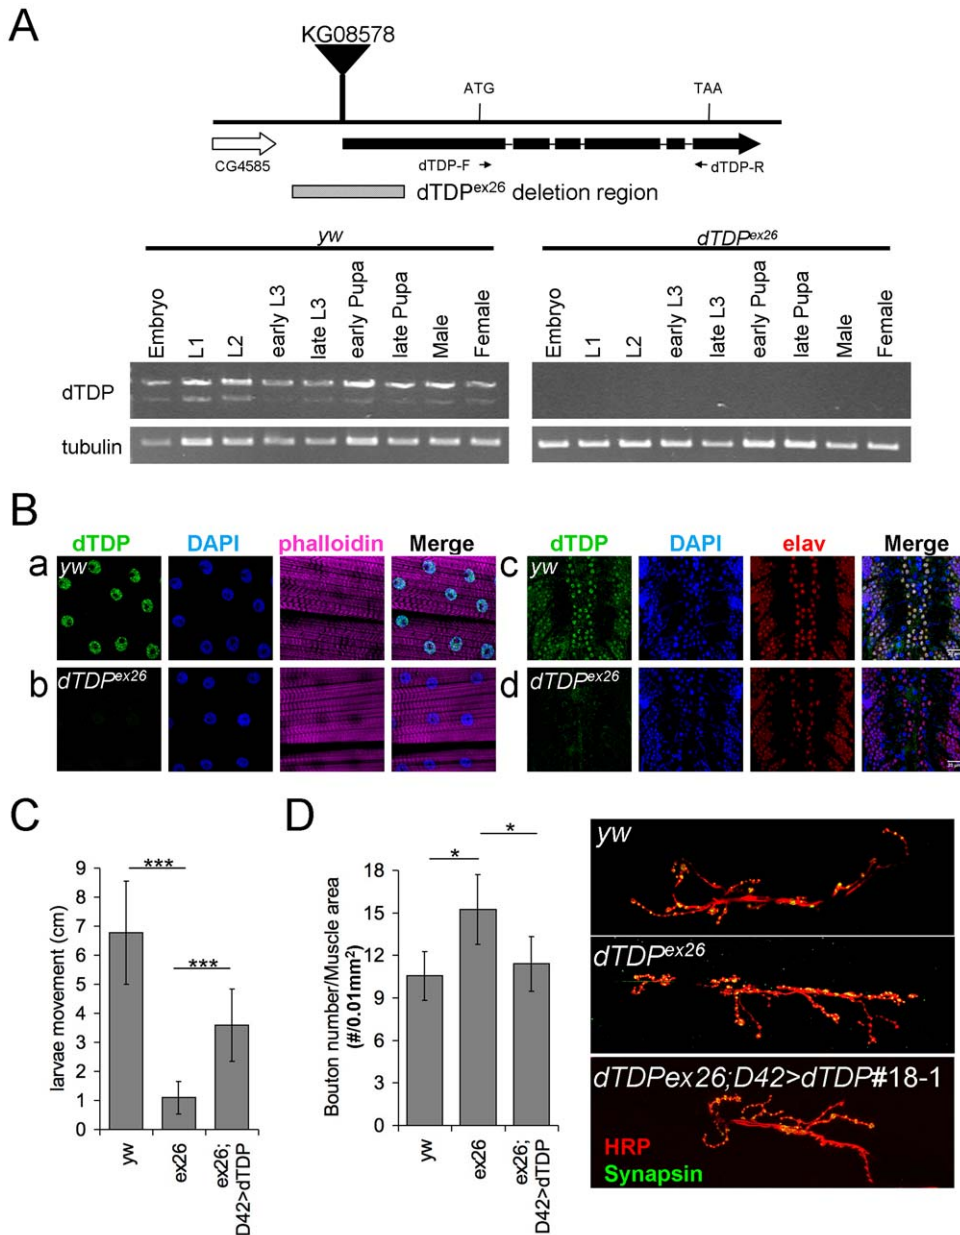 A
KG08578
ATG
TAA
CG4585
dTDP-F
dTDP-R
dTDPex26 deletion region
yw
dTDPex26
Embryo
L1
L2
early L3
late L3
early Pupa
late Pupa
Male
Female
Embryo
L1
L2
early L3
late L3
early Pupa
late Pupa
Male
Female
dTDP
tubulin
B
dTDP
DAPI
phalloidin
Merge
dTDP
DAPI
elav
Merge
a
yw
c
yw
b
dTDPex26
d
dTDPex26
C
larvae movement (cm)
9
8
7
6
5
4
3
2
1
0
***
***
yw
ex26
ex26;
D42>dTDP
D
Bouton number/Muscle area
(#/0.01mm2)
18
15
12
9
6
3
0
*
*
yw
ex26
ex26;
D42>dTDP
yw
dTDPex26
dTDPex26;D42>dTDP#18-1
HRP
Synapsin